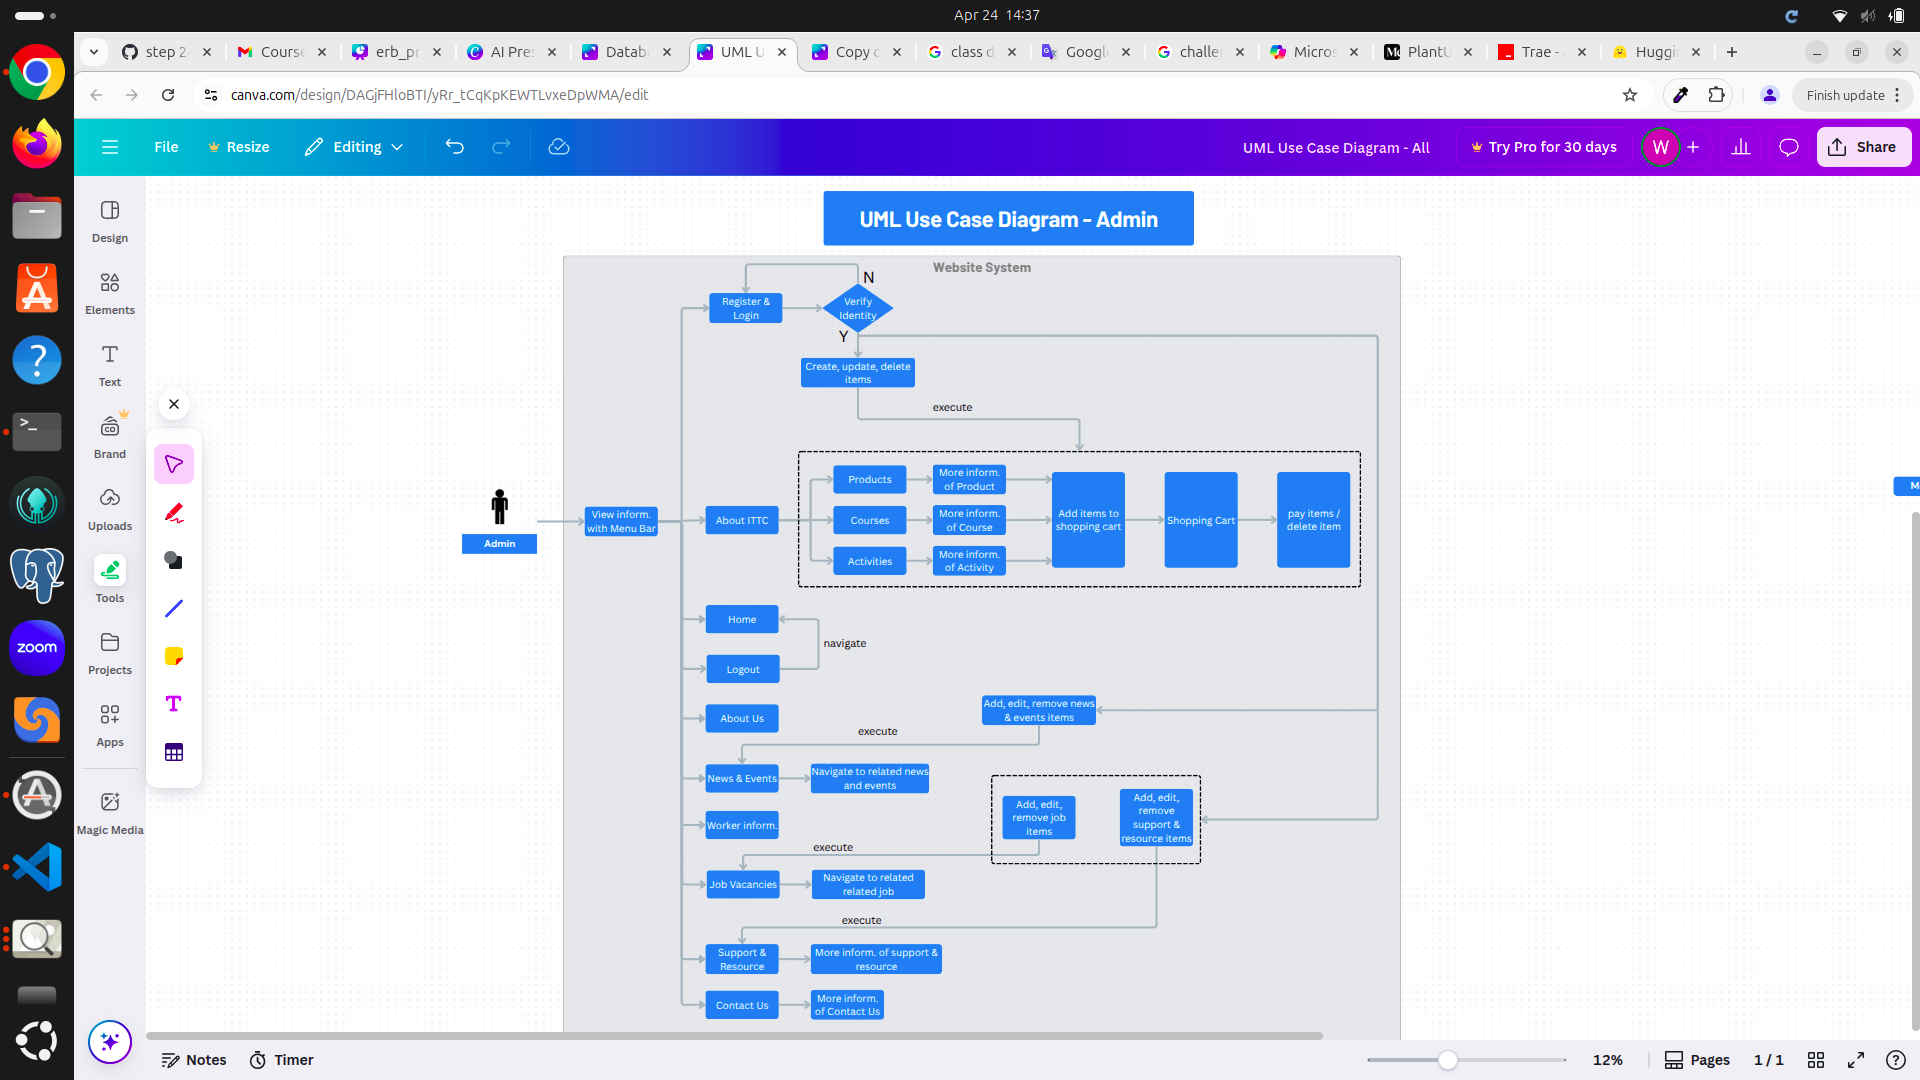 Apr 24 14:37
step 2
Course
erb_pr
AI Pres
Databa
UML U
Copy o
class d
Google
challe
Micros
PlantU
Trae -
Huggi
canva.com/design/DAGjFHloBTI/yRr_tCqKpKEWTLvxeDpWMA/edit
Finish update
File
Resize
Editing
UML Use Case Diagram - All
Try Pro for 30 days
W
Share
Design
Elements
Text
Brand
Uploads
Tools
Projects
Apps
Magic Media
zoom
UML Use Case Diagram - Admin
Website System
N
Register &
Login
Verify
Identity
Y
Create, update, delete
items
execute
Products
More inform.
of Product
Admin
View inform.
with Menu Bar
About ITTC
Courses
More inform.
of Course
Add items to
shopping cart
Shopping Cart
pay items /
delete item
Activities
More inform.
of Activity
M
Home
navigate
Logout
About Us
Add, edit, remove news
& events items
execute
News & Events
Navigate to related news
and events
Worker inform.
Add, edit,
remove job
items
Add, edit,
remove
support &
resource items
execute
Job Vacancies
Navigate to related
related job
execute
Support &
Resource
More inform. of support &
resource
Contact Us
More inform.
of Contact Us
Notes
Timer
12%
Pages
1 / 1